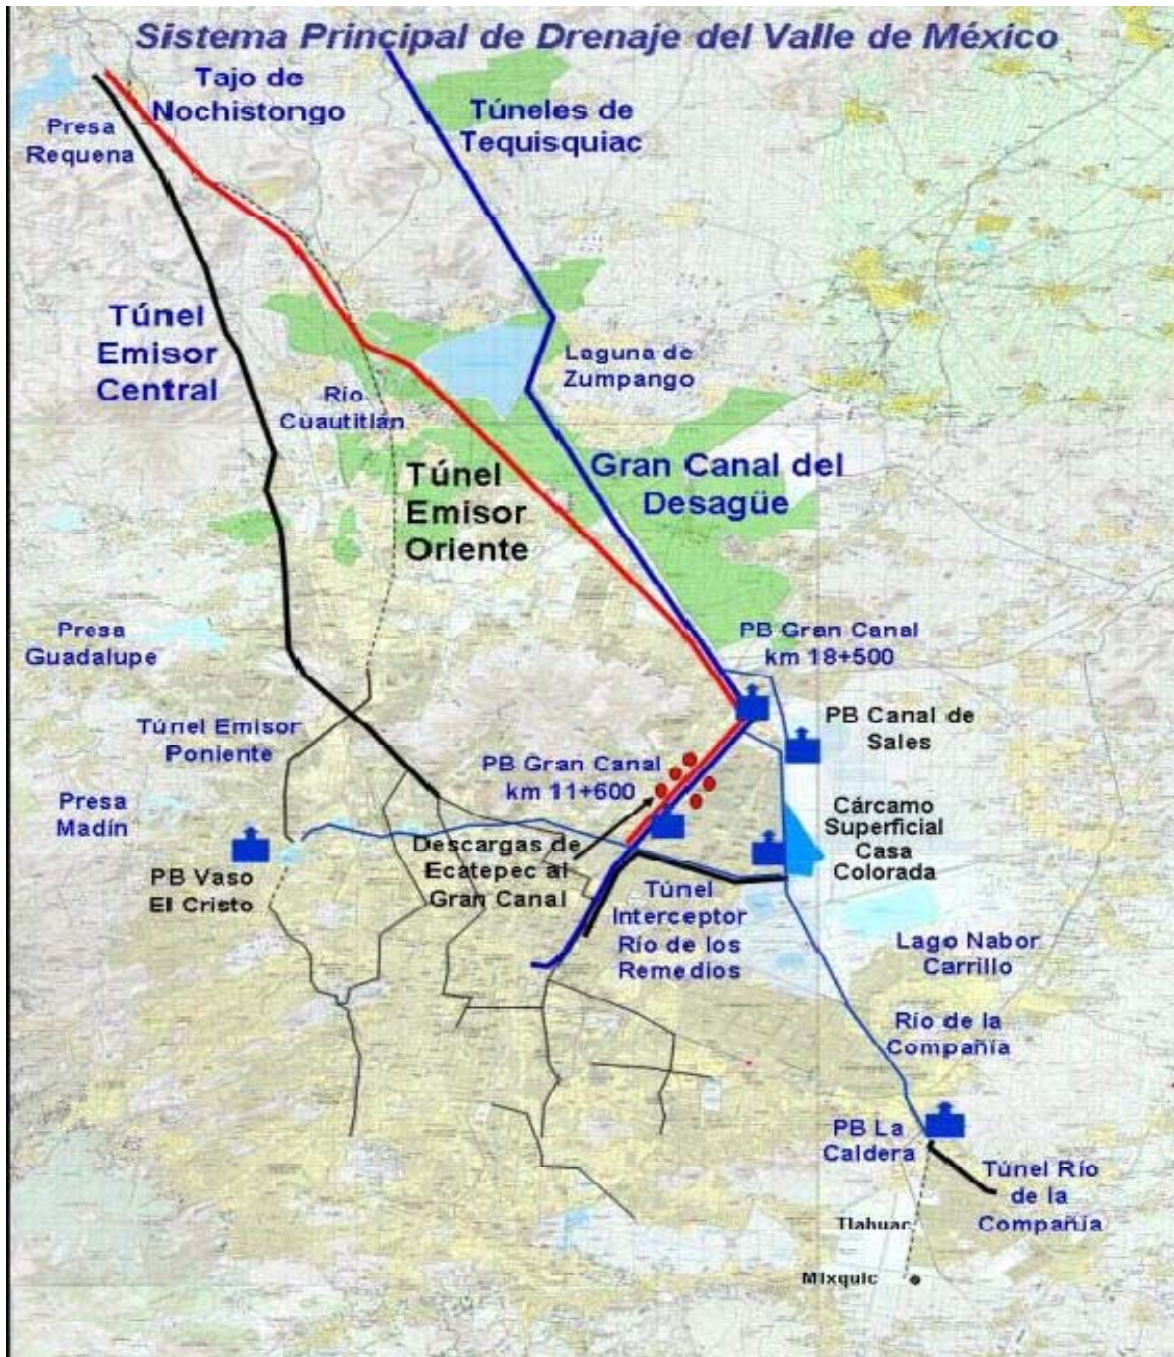 Sistema Principal de Drenaje del Valle de México
Tajo de
Nochistongo
Túneles de
Tequisquiac
Presa
Requena
Túnel
Emisor
Central
Laguna de
Zumpango
Río
Cuautitlán
Gran Canal del
Desagüe
Túnel
Emisor
Oriente
Presa
Guadalupe
PB Gran Canal
km 18+500
Túnel Emisor
Poniente
PB Canal de
Sales
PB Gran Canal
km 11+600
Presa
Madín
Cárcamo
Superficial
Casa
Colorada
Descargas de
Ecatepec al
Gran Canal
PB Vaso
El Cristo
Túnel
Interceptor
Río de los
Remedios
Lago Nabor
Carrillo
Río de la
Compañía
PB La
Caldera
Túnel Río
de la
Compañía
Tlahuac
Mixquic